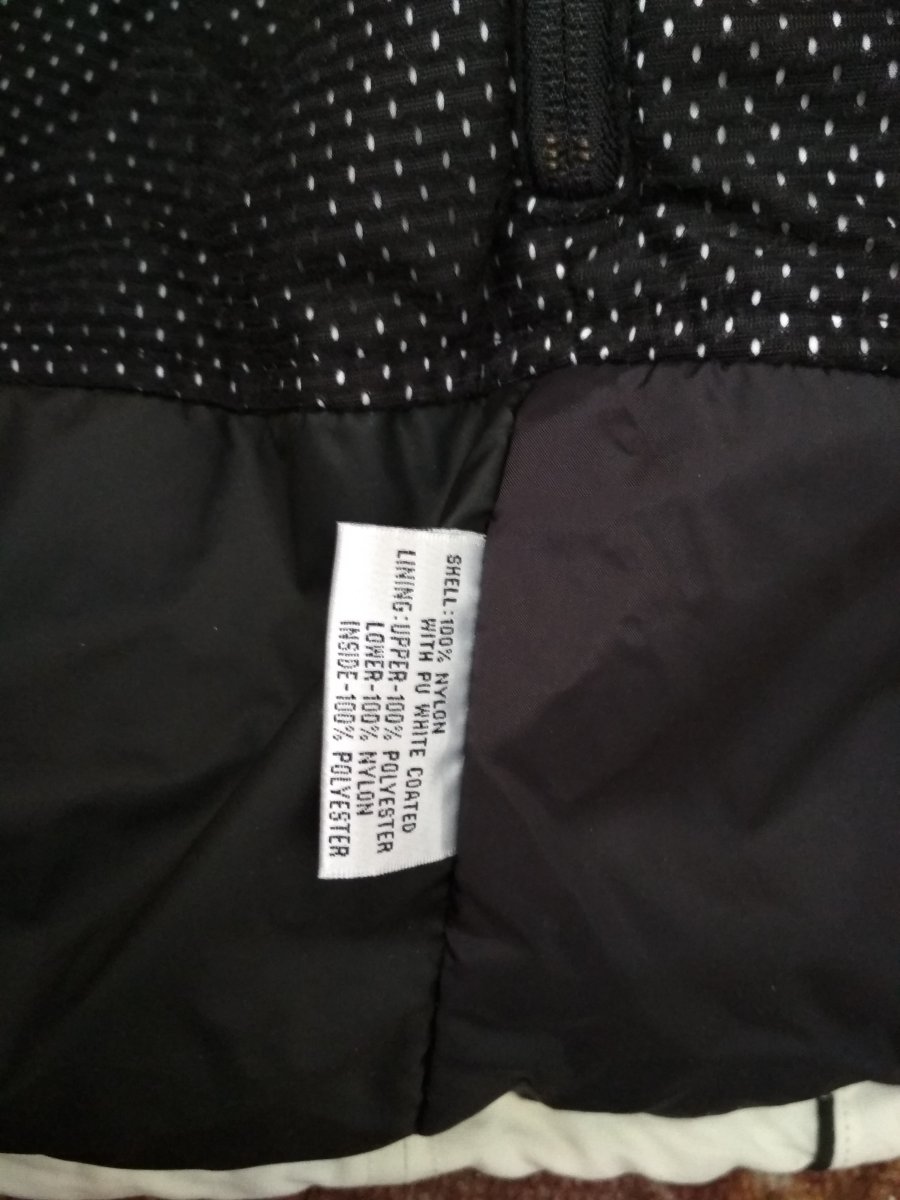 SHELL:100% NYLON
WITH PU WHITE COATED
LINING:UPPER-100% POLYESTER
LOWER-100% NYLON
INSIDE-100% POLYESTER